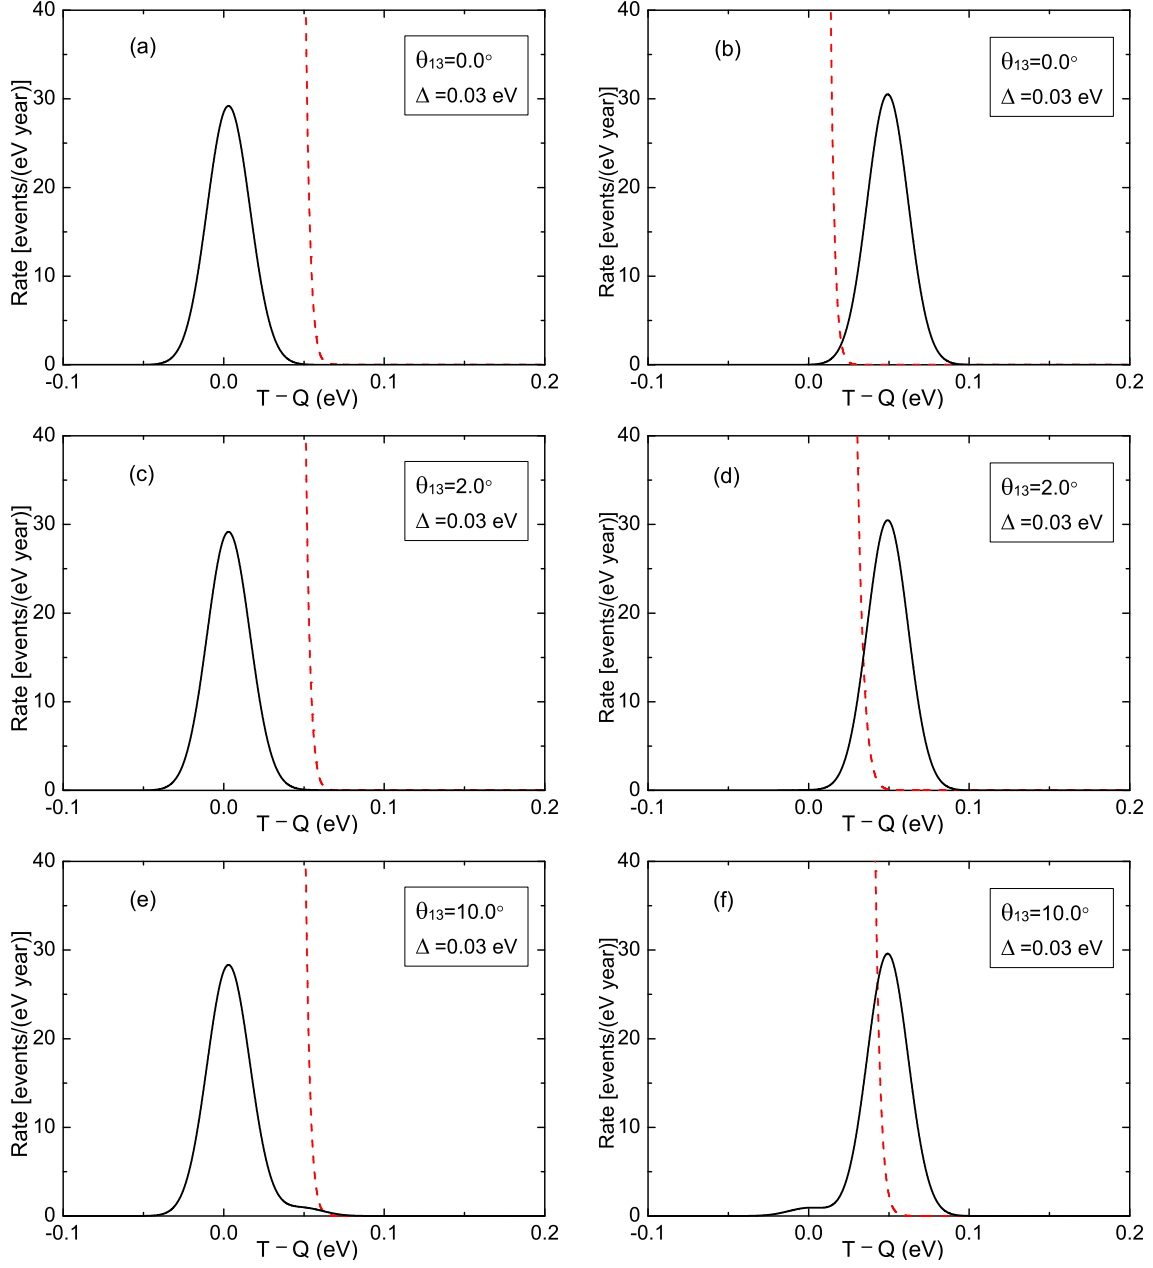 40
30
20
10
0
-0.1
0.0
0.1
0.2
Rate [events/(eV year)]
T − Q (eV)
(a)
θ13=0.0°
Δ =0.03 eV
40
30
20
10
0
-0.1
0.0
0.1
0.2
Rate [events/(eV year)]
T − Q (eV)
(b)
θ13=0.0°
Δ =0.03 eV
40
30
20
10
0
-0.1
0.0
0.1
0.2
Rate [events/(eV year)]
T − Q (eV)
(c)
θ13=2.0°
Δ =0.03 eV
40
30
20
10
0
-0.1
0.0
0.1
0.2
Rate [events/(eV year)]
T − Q (eV)
(d)
θ13=2.0°
Δ =0.03 eV
40
30
20
10
0
-0.1
0.0
0.1
0.2
Rate [events/(eV year)]
T − Q (eV)
(e)
θ13=10.0°
Δ =0.03 eV
40
30
20
10
0
-0.1
0.0
0.1
0.2
Rate [events/(eV year)]
T − Q (eV)
(f)
θ13=10.0°
Δ =0.03 eV